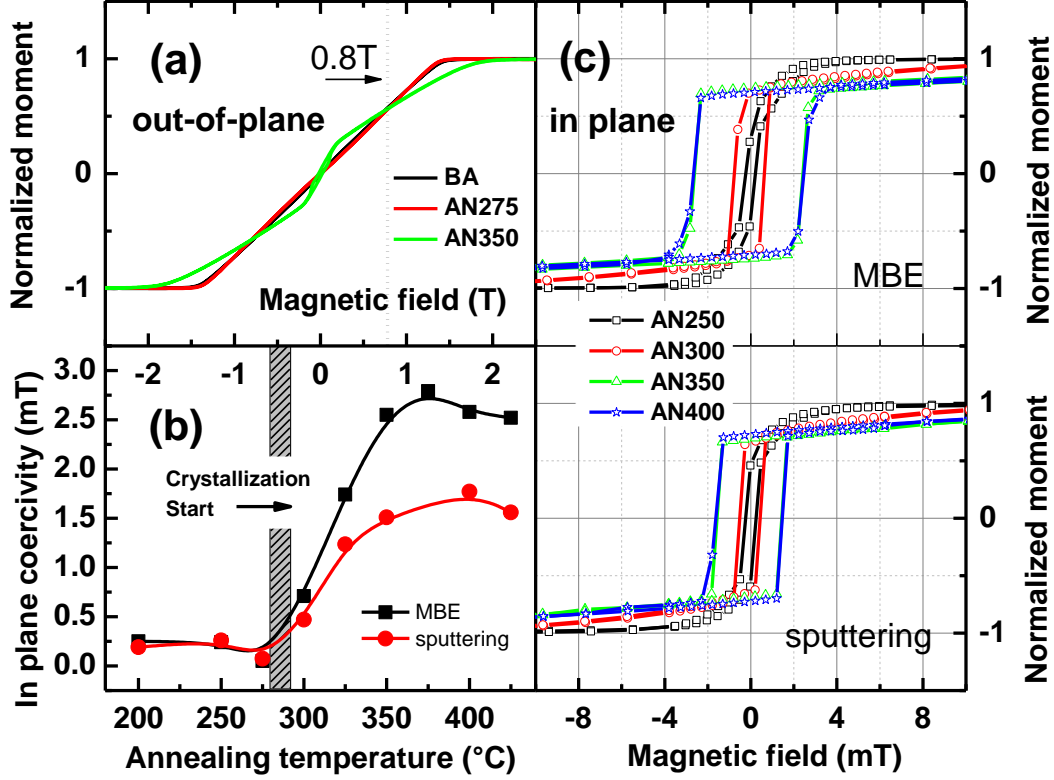 Normalized moment
1
0
-1
(a)
0.8T
out-of-plane
BA
AN275
AN350
Magnetic field (T)
-2 -1 0 1 2
In plane coercivity (mT)
3.0
2.5
2.0
1.5
1.0
0.5
0.0
(b)
Crystallization
Start
MBE
sputtering
200 250 300 350 400
Annealing temperature (°C)
(c)
in plane
MBE
1
0
-1
Normalized moment
AN250
AN300
AN350
AN400
sputtering
1
0
-1
Normalized moment
-8 -4 0 4 8
Magnetic field (mT)